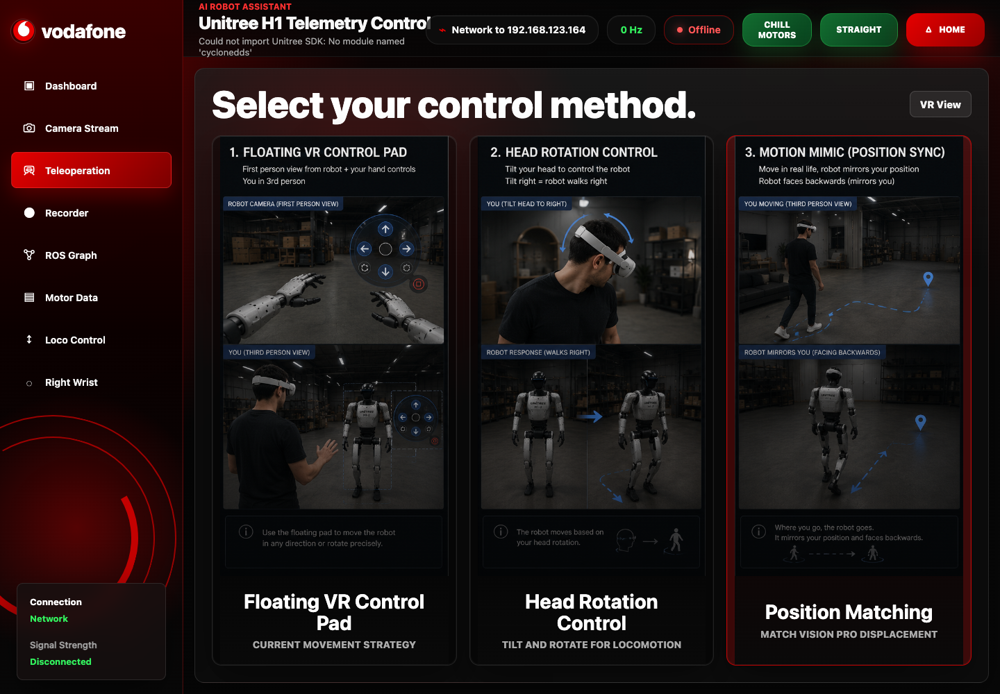 vodafone
Dashboard
Camera Stream
Teleoperation
Recorder
ROS Graph
Motor Data
Loco Control
Right Wrist
Connection
Network
Signal Strength
Disconnected
AI ROBOT ASSISTANT
Unitree H1 Telemetry Control
Could not import Unitree SDK: No module named
'cyclonedds'
Network to 192.168.123.164
0 Hz
Offline
CHILL
MOTORS
STRAIGHT
HOME
Select your control method.
VR View
1. FLOATING VR CONTROL PAD
First person view from robot + your hand controls
You in 3rd person
ROBOT CAMERA (FIRST PERSON VIEW)
YOU (THIRD PERSON VIEW)
UNITREE
Use the floating pad to move the robot
in any direction or rotate precisely.
Floating VR Control
Pad
CURRENT MOVEMENT STRATEGY
2. HEAD ROTATION CONTROL
Tilt your head to control the robot
Tilt right = robot walks right
YOU (TILT HEAD TO RIGHT)
ROBOT RESPONSE (WALKS RIGHT)
UNITREE
UNITREE
The robot moves based on
your head rotation.
Head Rotation
Control
TILT AND ROTATE FOR LOCOMOTION
3. MOTION MIMIC (POSITION SYNC)
Move in real life, robot mirrors your position
Robot faces backwards (mirrors you)
YOU MOVING (THIRD PERSON VIEW)
ROBOT MIRRORS YOU (FACING BACKWARDS)
UNITREE
Where you go, the robot goes.
It mirrors your position and faces backwards.
Position Matching
MATCH VISION PRO DISPLACEMENT